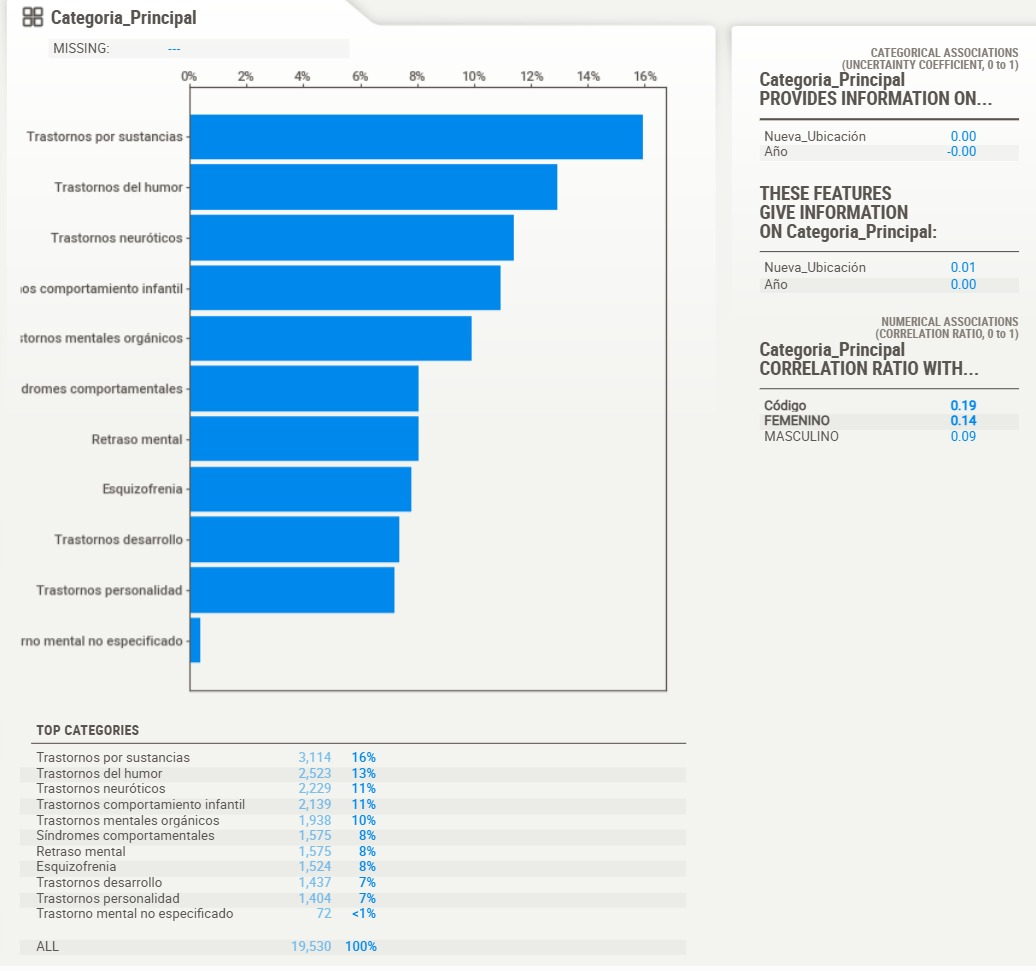 Categoria_Principal
MISSING: ---
0% 2% 4% 6% 8% 10% 12% 14% 16%
Trastornos por sustancias
Trastornos del humor
Trastornos neuróticos
os comportamiento infantil
stornos mentales orgánicos
dromes comportamentales
Retraso mental
Esquizofrenia
Trastornos desarrollo
Trastornos personalidad
rno mental no especificado
TOP CATEGORIES
Trastornos por sustancias 3,114 16%
Trastornos del humor 2,523 13%
Trastornos neuróticos 2,229 11%
Trastornos comportamiento infantil 2,139 11%
Trastornos mentales orgánicos 1,938 10%
Síndromes comportamentales 1,575 8%
Retraso mental 1,575 8%
Esquizofrenia 1,524 8%
Trastornos desarrollo 1,437 7%
Trastornos personalidad 1,404 7%
Trastorno mental no especificado 72 <1%
ALL 19,530 100%
CATEGORICAL ASSOCIATIONS
(UNCERTAINTY COEFFICIENT, 0 to 1)
Categoria_Principal
PROVIDES INFORMATION ON...
Nueva_Ubicación 0.00
Año -0.00
THESE FEATURES
GIVE INFORMATION
ON Categoria_Principal:
Nueva_Ubicación 0.01
Año 0.00
NUMERICAL ASSOCIATIONS
(CORRELATION RATIO, 0 to 1)
Categoria_Principal
CORRELATION RATIO WITH...
Código 0.19
FEMENINO 0.14
MASCULINO 0.09